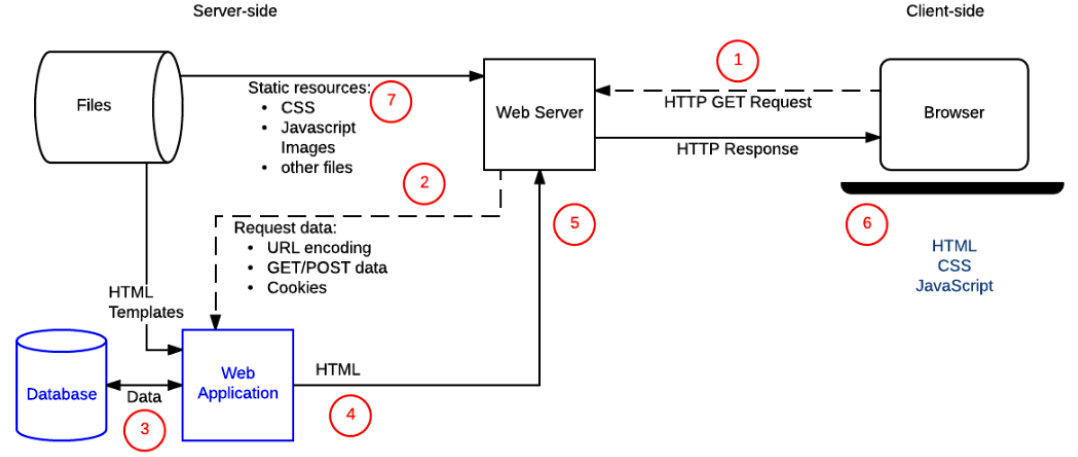 Server-side
Client-side
Files
Static resources:
• CSS
• Javascript
Images
• other files
7
Web Server
1
HTTP GET Request
HTTP Response
Browser
2
Request data:
• URL encoding
• GET/POST data
• Cookies
5
6
HTML
CSS
JavaScript
HTML
Templates
Database
Data
3
Web
Application
HTML
4